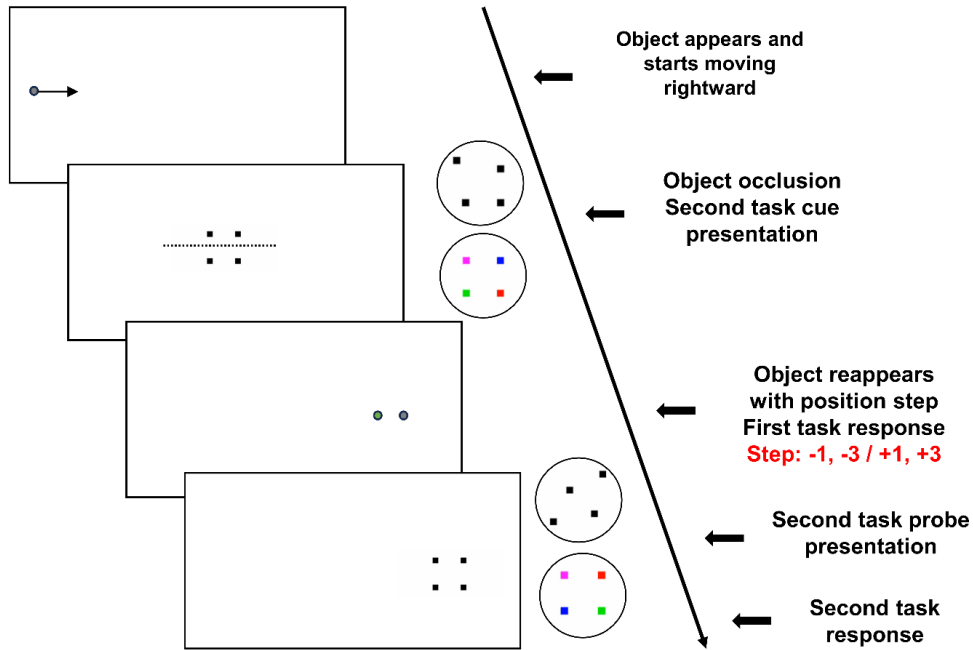 Object appears and
starts moving
rightward
Object occlusion
Second task cue
presentation
Object reappears
with position step
First task response
Step: -1, -3 / +1, +3
Second task probe
presentation
Second task
response